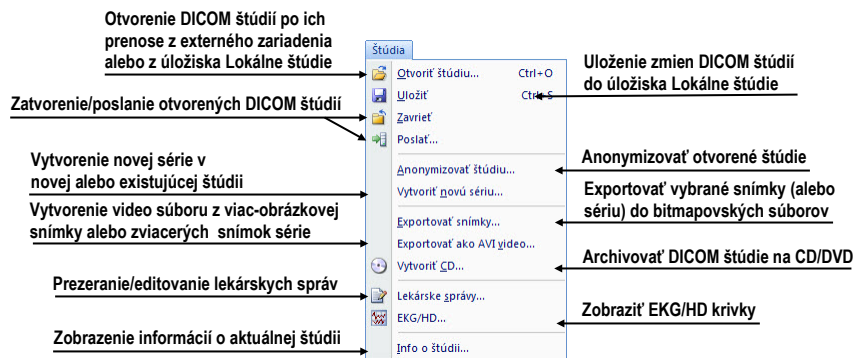 Otvorenie DICOM štúdií po ich
prenose z externého zariadenia
alebo z úložiska Lokálne štúdie
Zatvorenie/poslanie otvorených DICOM štúdií
Vytvorenie novej série v
novej alebo existujúcej štúdii
Vytvorenie video súboru z viac-obrázkovej
snímky alebo zviacerých snímok série
Prezeranie/editovanie lekárskych správ
Zobrazenie informácií o aktuálnej štúdii
Štúdia
Otvoriť štúdiu... Ctrl+O
Uložiť Ctrl+S
Zavrieť
Poslať...
Anonymizovať štúdiu...
Vytvoriť novú sériu...
Exportovať snímky...
Exportovať ako AVI video...
Vytvoriť CD...
Lekárske správy...
EKG/HD...
Info o štúdii...
Uloženie zmien DICOM štúdií
do úložiska Lokálne štúdie
Anonymizovať otvorené štúdie
Exportovať vybrané snímky (alebo
sériu) do bitmapovských súborov
Archivovať DICOM štúdie na CD/DVD
Zobraziť EKG/HD krivky